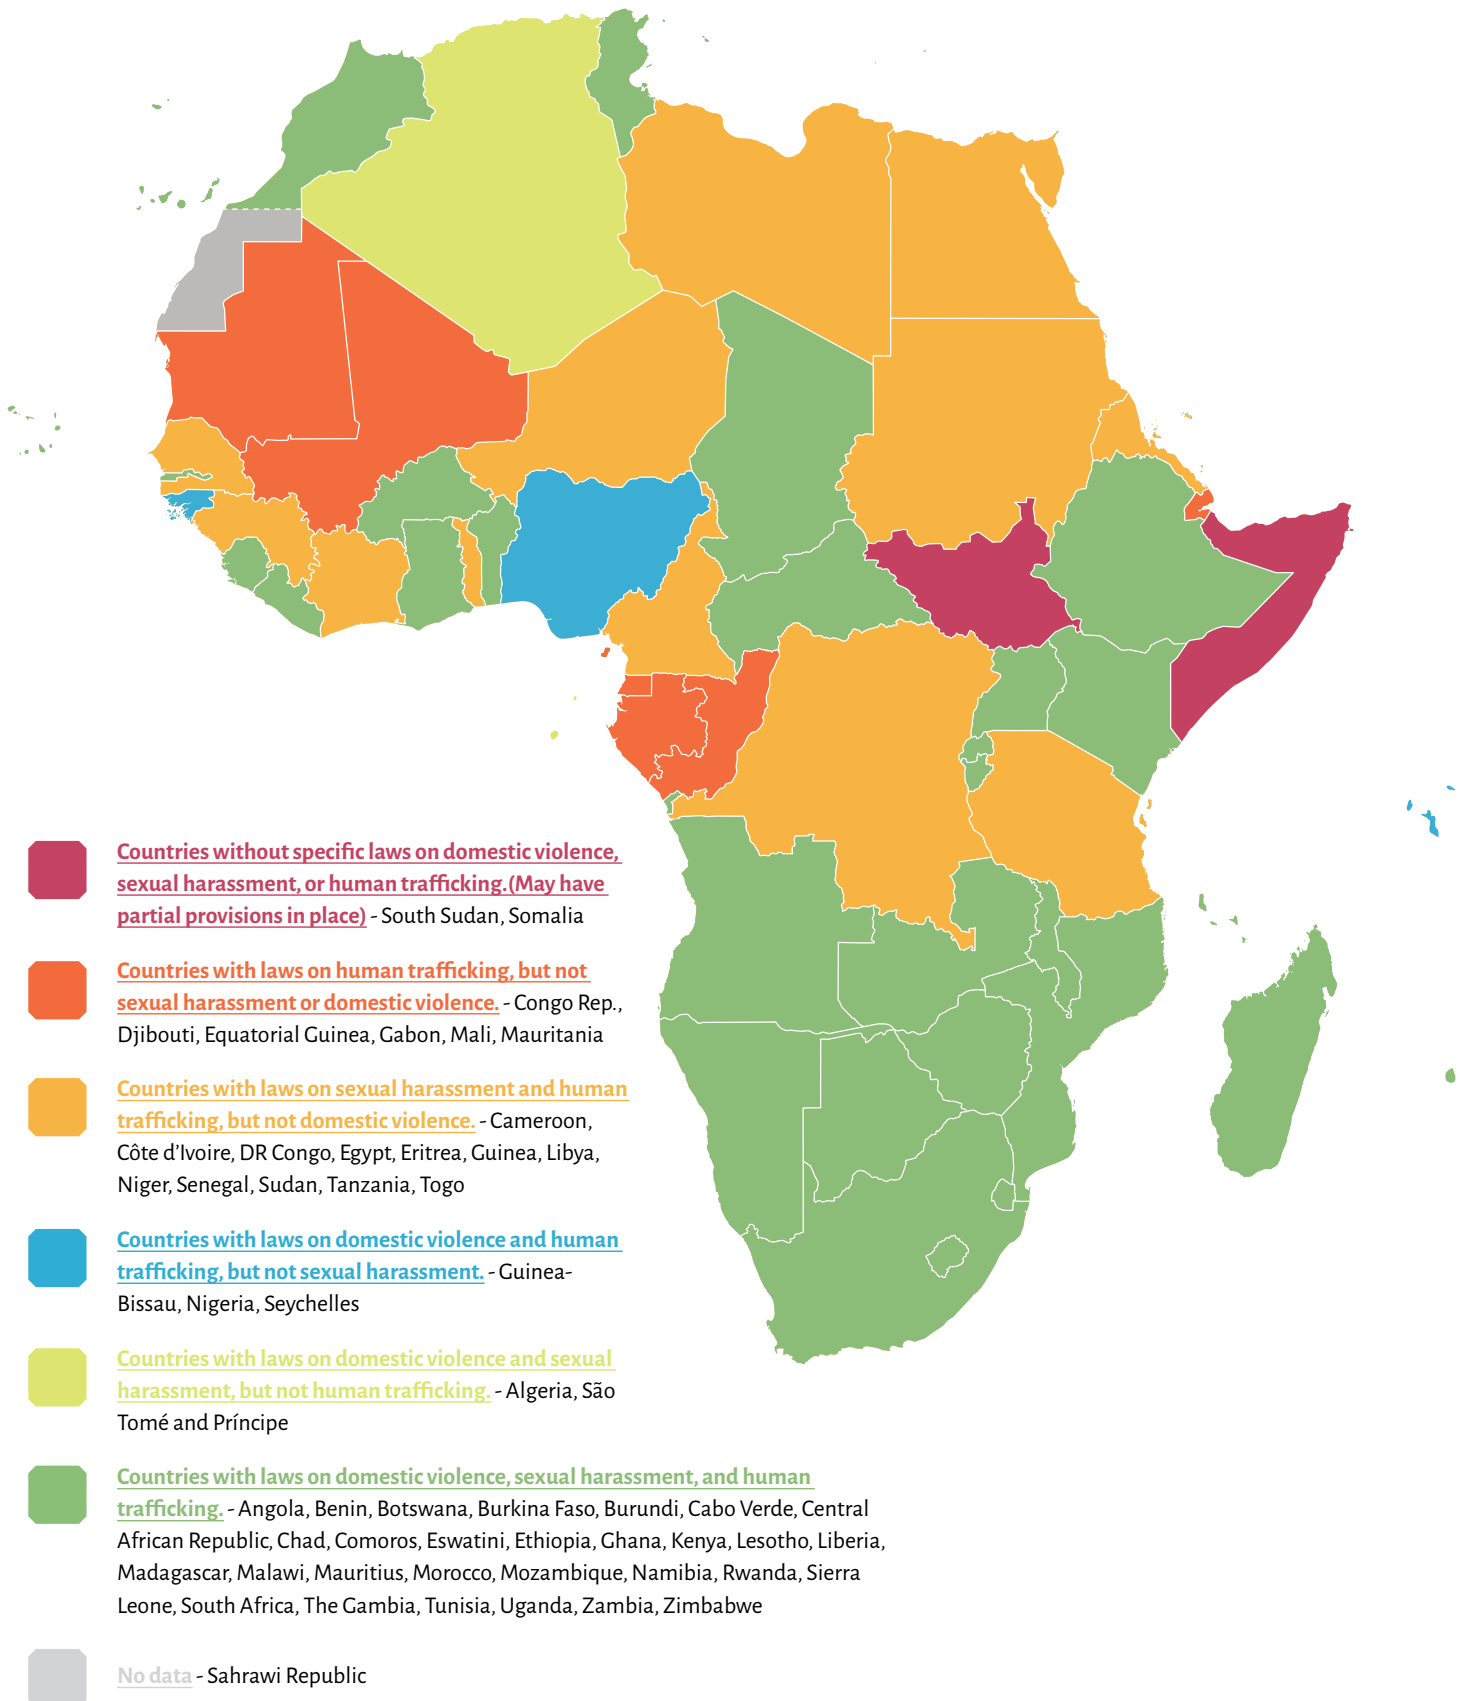 Countries without specific laws on domestic violence,
sexual harassment, or human trafficking.(May have
partial provisions in place) - South Sudan, Somalia
Countries with laws on human trafficking, but not
sexual harassment or domestic violence. - Congo Rep.,
Djibouti, Equatorial Guinea, Gabon, Mali, Mauritania
Countries with laws on sexual harassment and human
trafficking, but not domestic violence. - Cameroon,
Côte d’Ivoire, DR Congo, Egypt, Eritrea, Guinea, Libya,
Niger, Senegal, Sudan, Tanzania, Togo
Countries with laws on domestic violence and human
trafficking, but not sexual harassment. - Guinea-
Bissau, Nigeria, Seychelles
Countries with laws on domestic violence and sexual
harassment, but not human trafficking. - Algeria, São
Tomé and Príncipe
Countries with laws on domestic violence, sexual harassment, and human
trafficking. - Angola, Benin, Botswana, Burkina Faso, Burundi, Cabo Verde, Central
African Republic, Chad, Comoros, Eswatini, Ethiopia, Ghana, Kenya, Lesotho, Liberia,
Madagascar, Malawi, Mauritius, Morocco, Mozambique, Namibia, Rwanda, Sierra
Leone, South Africa, The Gambia, Tunisia, Uganda, Zambia, Zimbabwe
No data - Sahrawi Republic